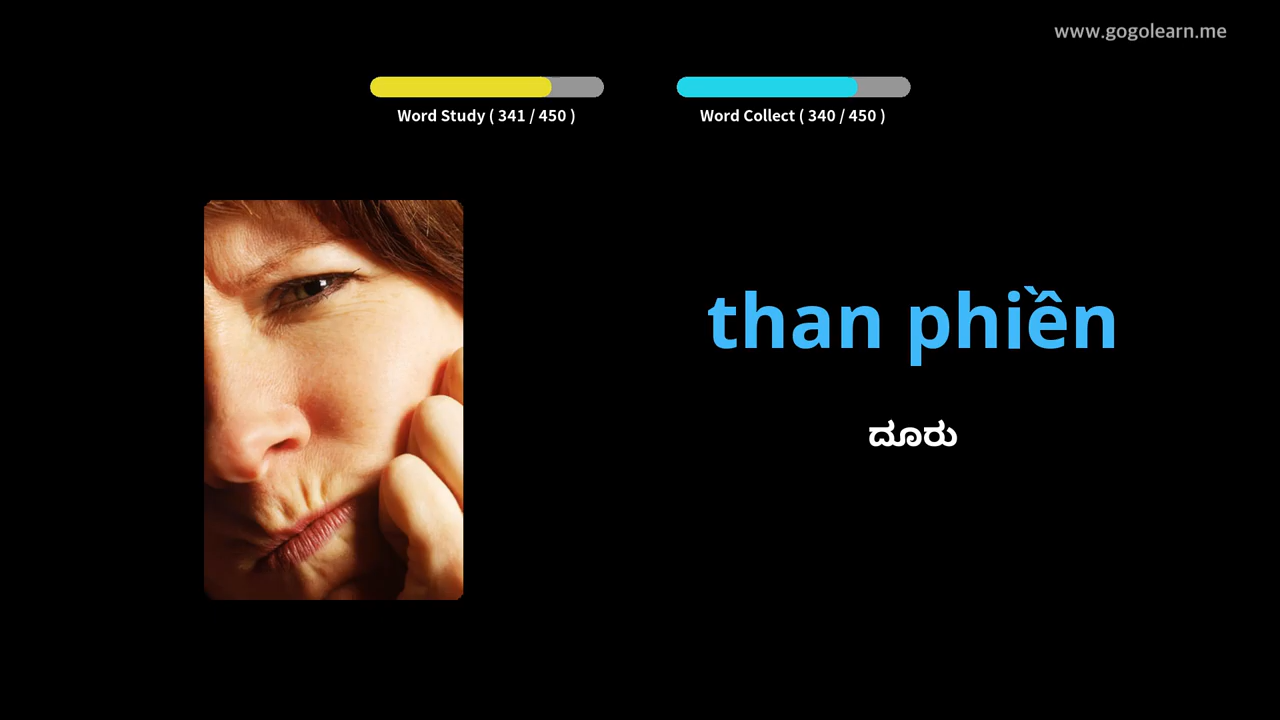 www.gogolearn.me
Word Study ( 341 / 450 )
Word Collect ( 340 / 450 )
than phiền
ದೂರು